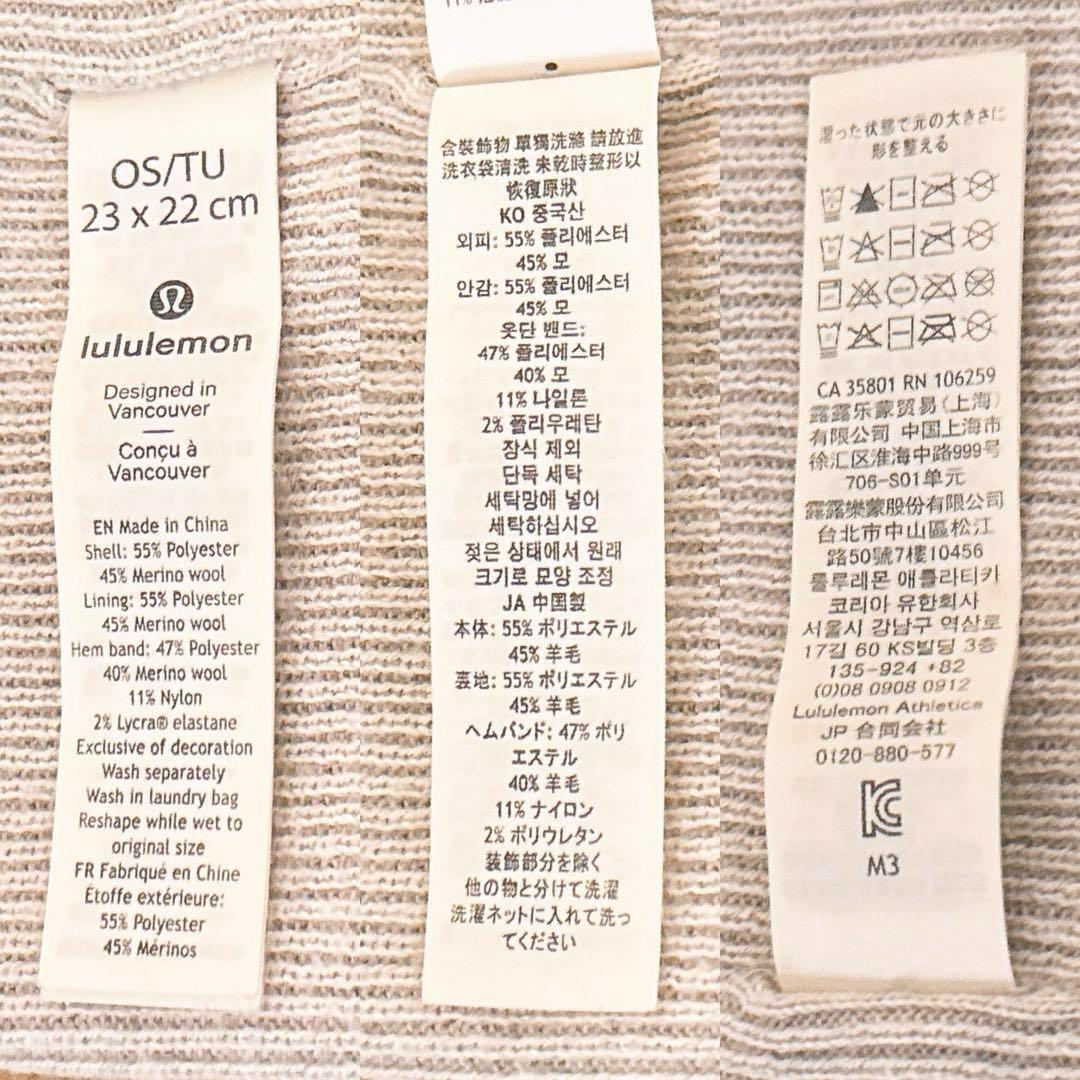 OS/TU
23 x 22 cm
lululemon
Designed in
Vancouver
Conçu à
Vancouver
EN Made in China
Shell: 55% Polyester
45% Merino wool
Lining: 55% Polyester
45% Merino wool
Hem band: 47% Polyester
40% Merino wool
11% Nylon
2% Lycra® elastane
Exclusive of decoration
Wash separately
Wash in laundry bag
Reshape while wet to
original size
FR Fabriqué en Chine
Étoffe extérieure:
55% Polyester
45% Mérinos
含裝飾物 單獨洗滌 請放進
洗衣袋清洗 未乾時整形以
恢復原狀
KO 중국산
외피: 55% 폴리에스터
45% 모
안감: 55% 폴리에스터
45% 모
옷단 밴드:
47% 폴리에스터
40% 모
11% 나일론
2% 폴리우레탄
장식 제외
단독 세탁
세탁망에 넣어
세탁하십시오
젖은 상태에서 원래
크기로 모양 조정
JA 中国製
本体: 55% ポリエステル
45% 羊毛
裏地: 55% ポリエステル
45% 羊毛
ヘムバンド: 47% ポリ
エステル
40% 羊毛
11% ナイロン
2% ポリウレタン
装飾部分を除く
他の物と分けて洗濯
洗濯ネットに入れて洗っ
てください
湿った状態で元の大きさに
形を整える
CA 35801 RN 106259
露露乐蒙贸易(上海)
有限公司 中国上海市
徐汇区淮海中路999号
706-S01单元
露露樂蒙股份有限公司
台北市中山區松江
路50號7樓10456
룰루레몬 애틀라티카
코리아 유한회사
서울시 강남구 역삼로
17길 60 KS빌딩 3층
135-924 +82
(0)08 0908 0912
Lululemon Athletica
JP 合同会社
0120-880-577
M3